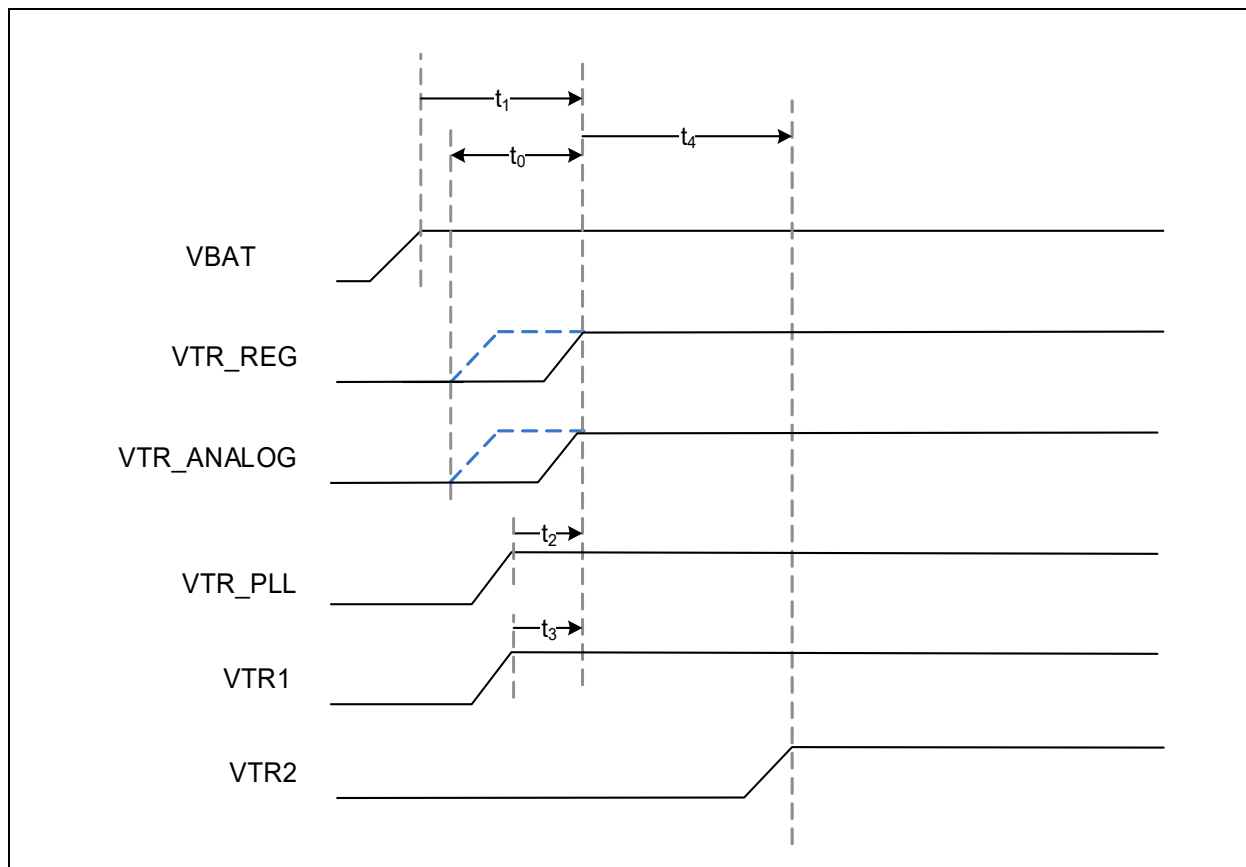 t1
t4
t0
VBAT
VTR_REG
VTR_ANALOG
t2
VTR_PLL
t3
VTR1
VTR2